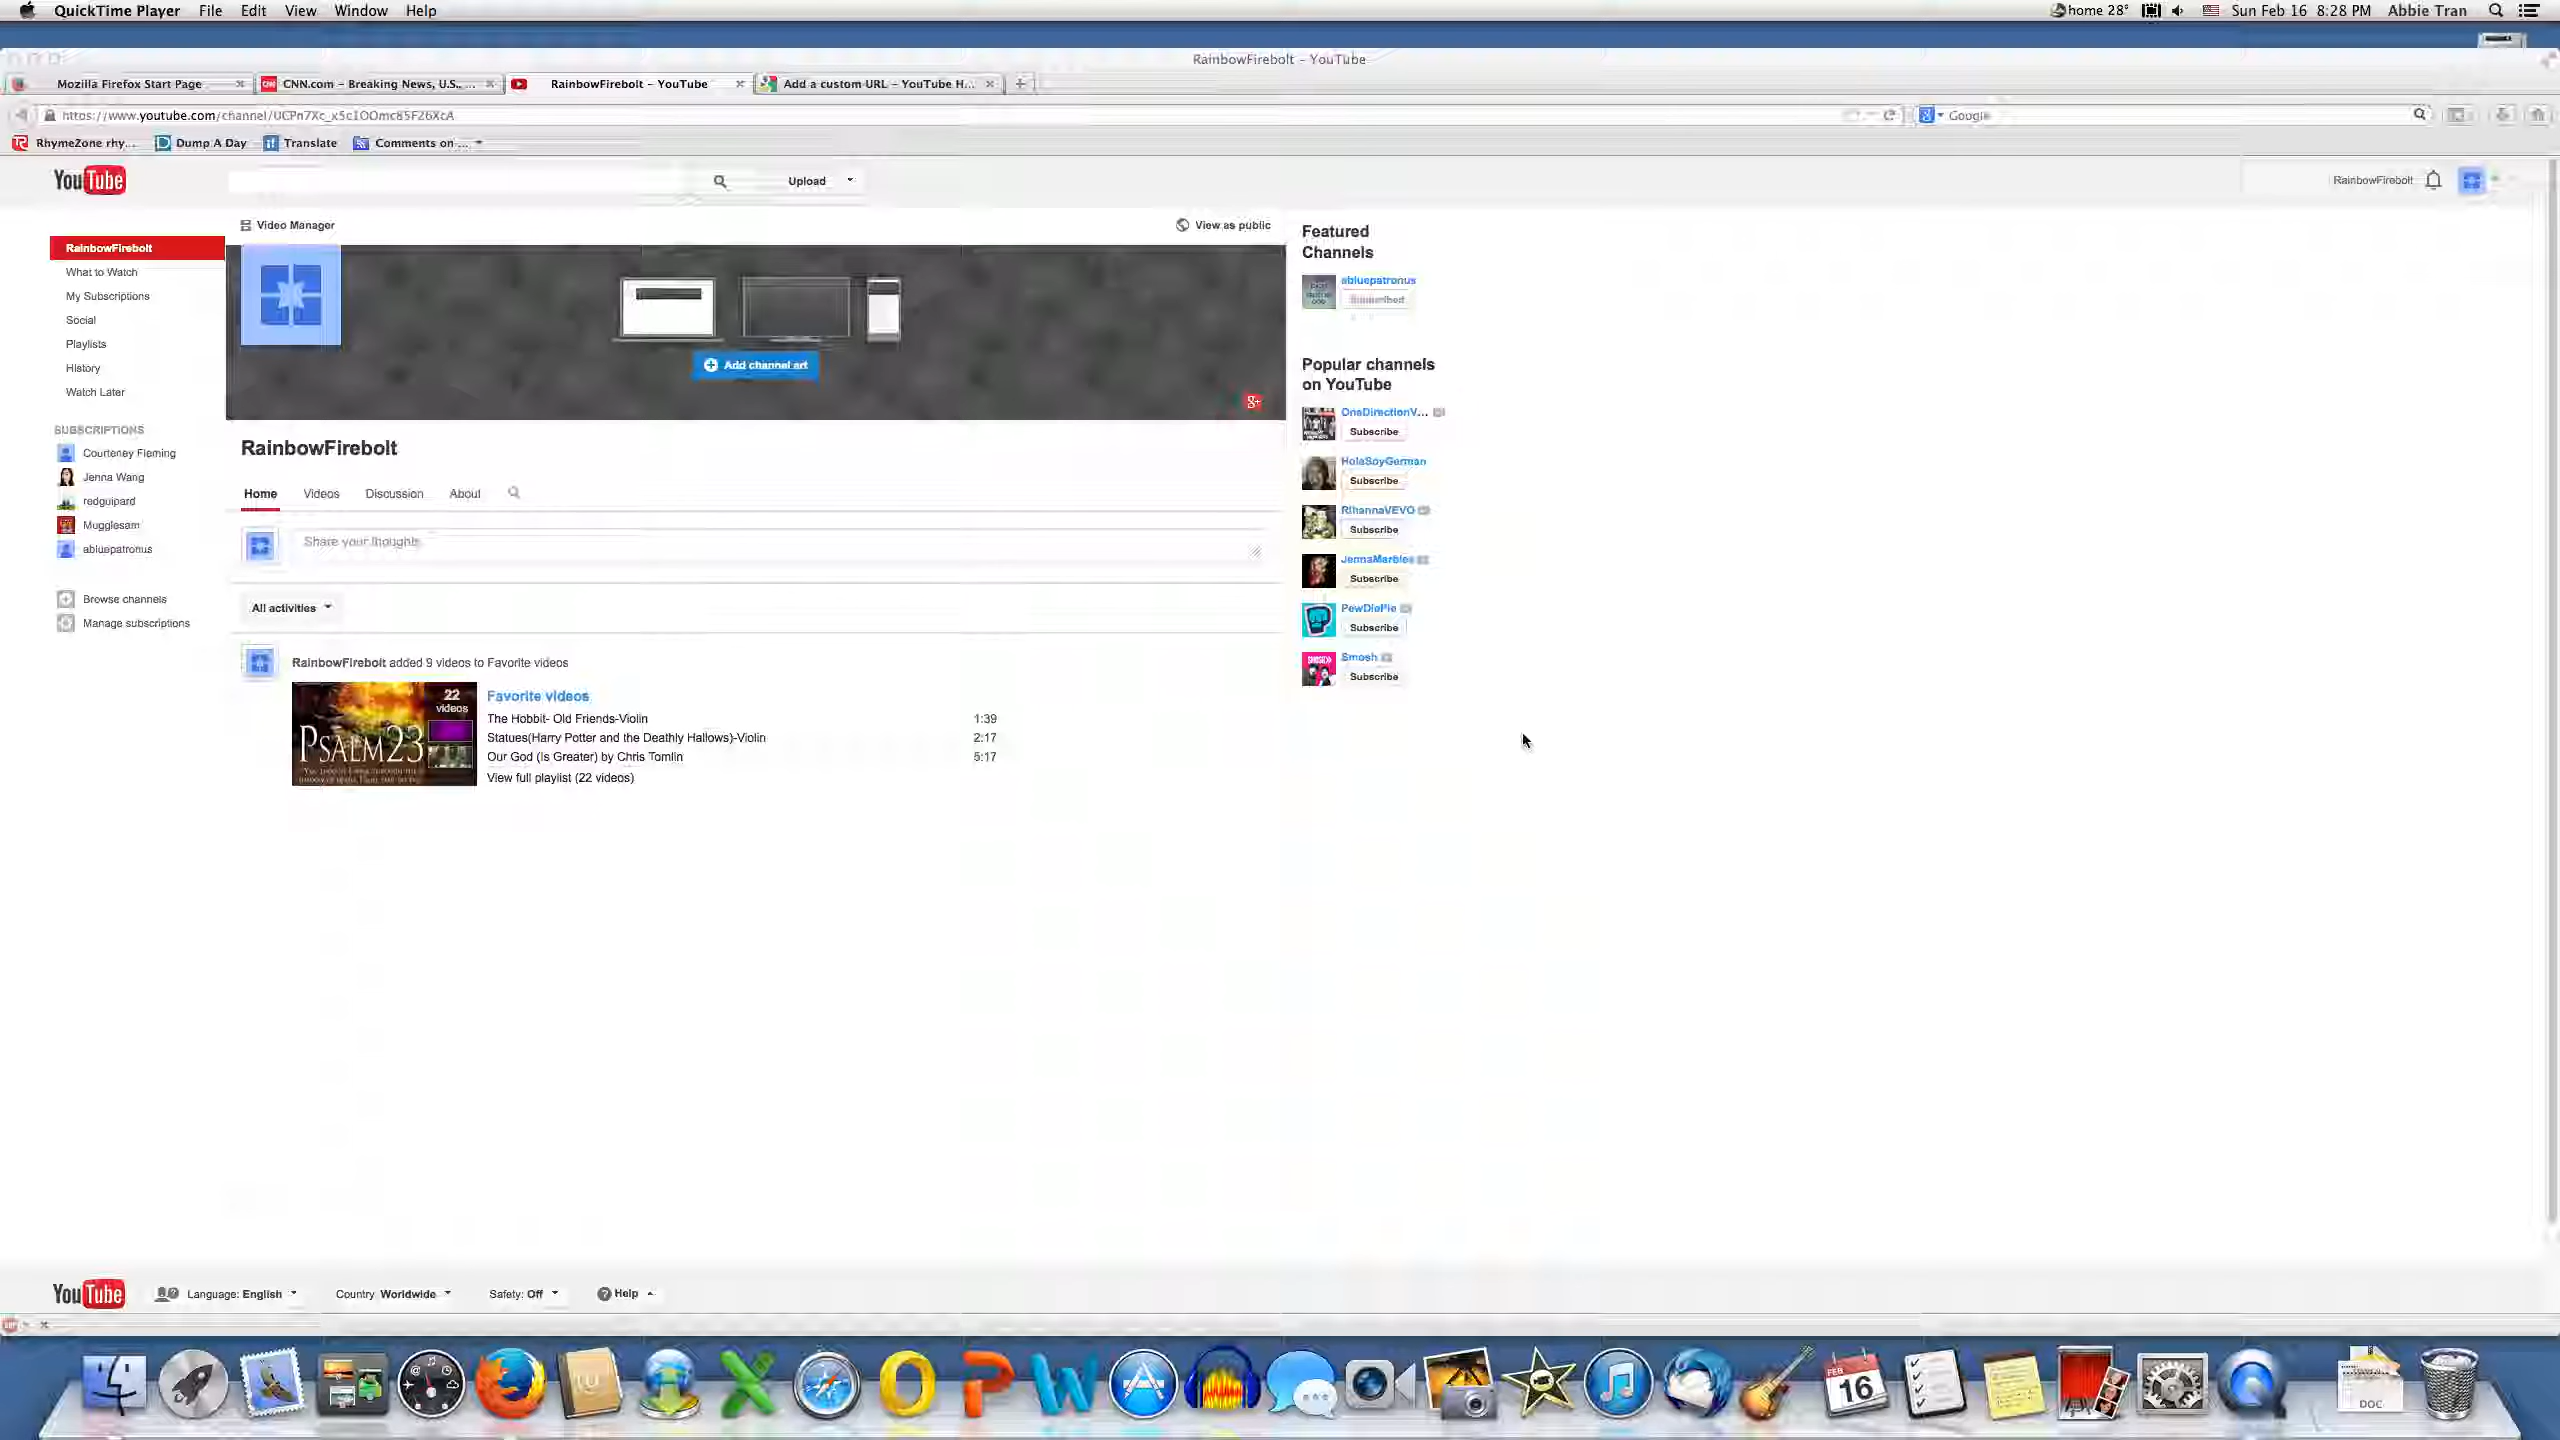 QuickTime Player File Edit View Window Help
home 28° Sun Feb 16 8:28 PM Abbie Tran
RainbowFirebolt – YouTube
Mozilla Firefox Start Page
CNN.com – Breaking News, U.S., ...
RainbowFirebolt – YouTube
Add a custom URL – YouTube H...
Google
RhymeZone rhy... Dump A Day Translate Comments on ...
YouTube
Upload
RainbowFirebolt
Video Manager
View as public
RainbowFirebolt
What to Watch
My Subscriptions
Social
Playlists
History
Watch Later
SUBSCRIPTIONS
Courteney Fleming
Jenna Wang
redguipard
Mugglesam
abluepatronus
Browse channels
Manage subscriptions
Add channel art
g+
RainbowFirebolt
Home Videos Discussion About
Share your thoughts
All activities
RainbowFirebolt added 9 videos to Favorite videos
PSALM23
22
videos
Favorite videos
The Hobbit- Old Friends-Violin 1:39
Statues(Harry Potter and the Deathly Hallows)-Violin 2:17
Our God (Is Greater) by Chris Tomlin 5:17
View full playlist (22 videos)
Featured
Channels
abluepatronus
Subscribed
Popular channels
on YouTube
OneDirectionV...
Subscribe
HolaSoyGerman
Subscribe
RihannaVEVO
Subscribe
JennaMarbles
Subscribe
PewDiePie
Subscribe
Smosh
Subscribe
YouTube
Language: English
Country: Worldwide
Safety: Off
Help
FEB
16
DOC